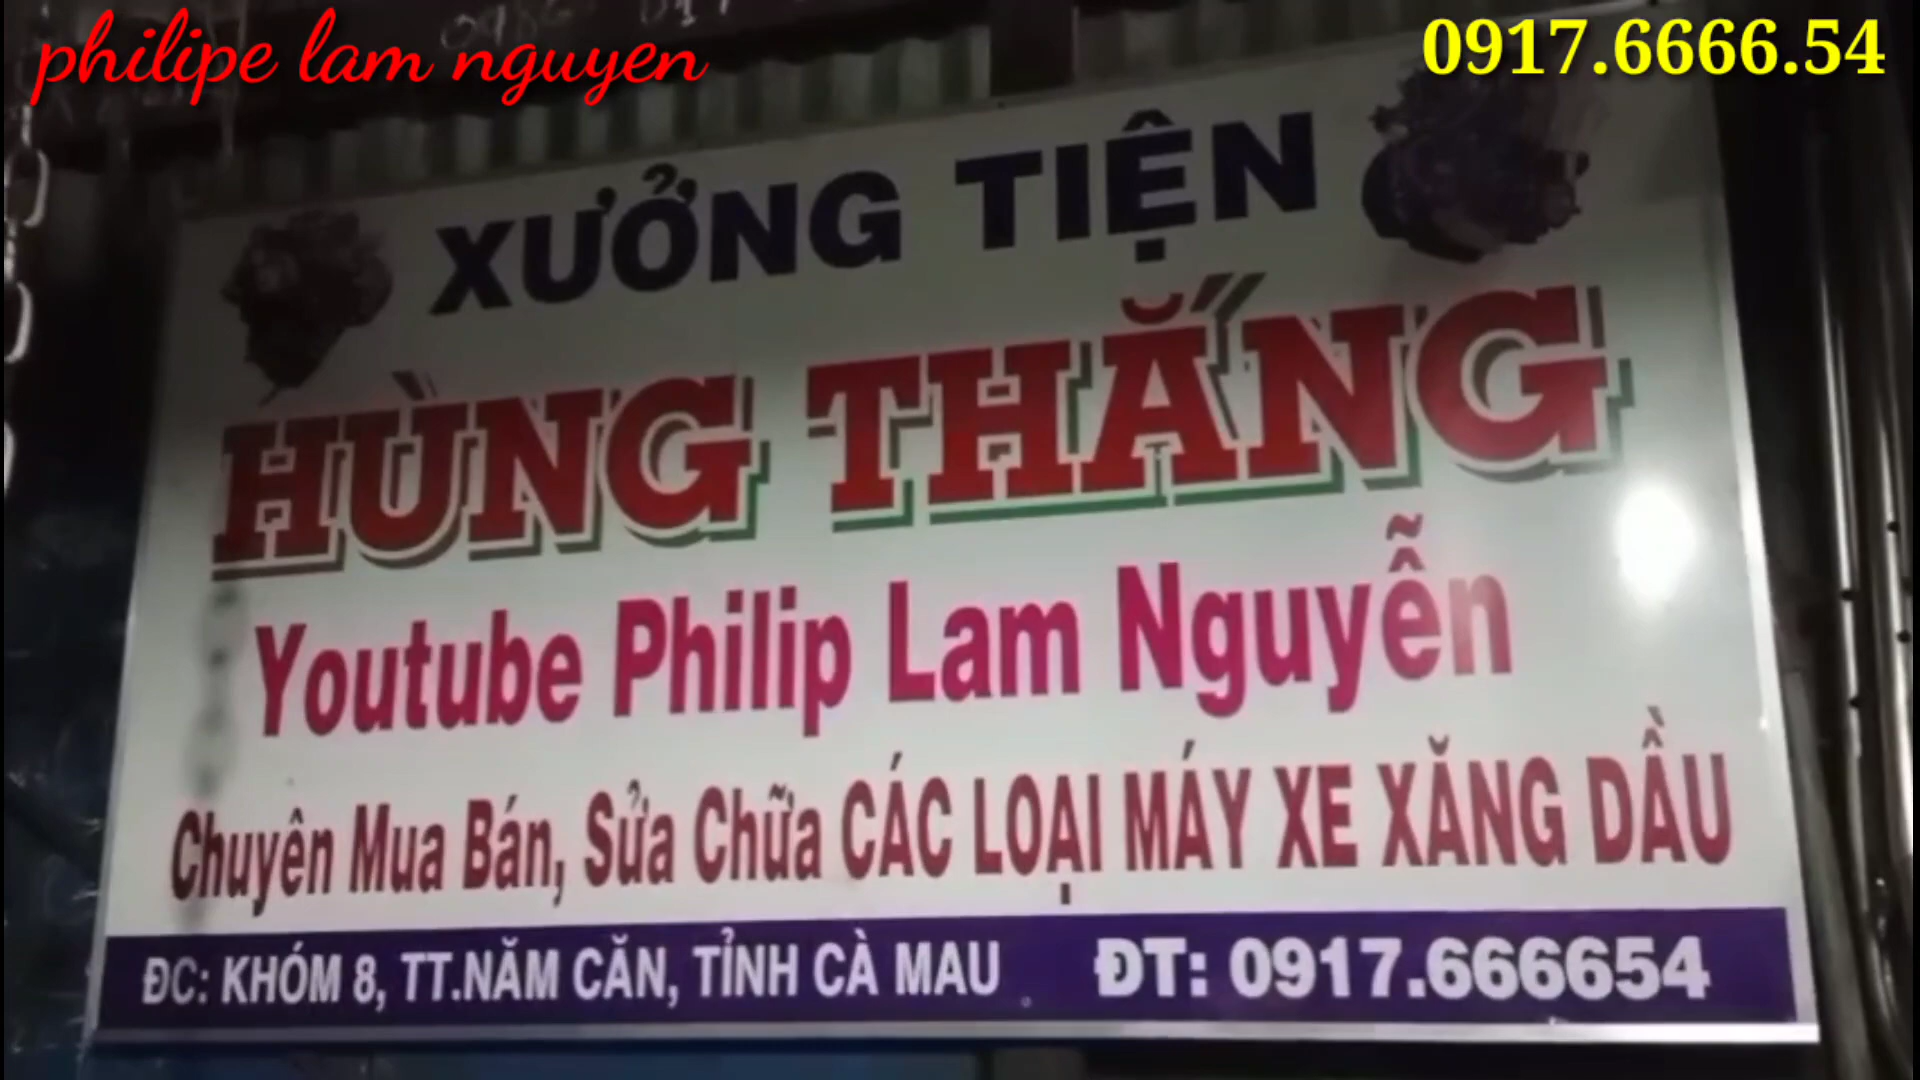 philipe lam nguyen
0917.6666.54
XƯỞNG TIỆN
HÙNG THẮNG
Youtube Philip Lam Nguyễn
Chuyên Mua Bán, Sửa Chữa CÁC LOẠI MÁY XE XĂNG DẦU
ĐC: KHÓM 8, TT.NĂM CĂN, TỈNH CÀ MAU
ĐT: 0917.666654